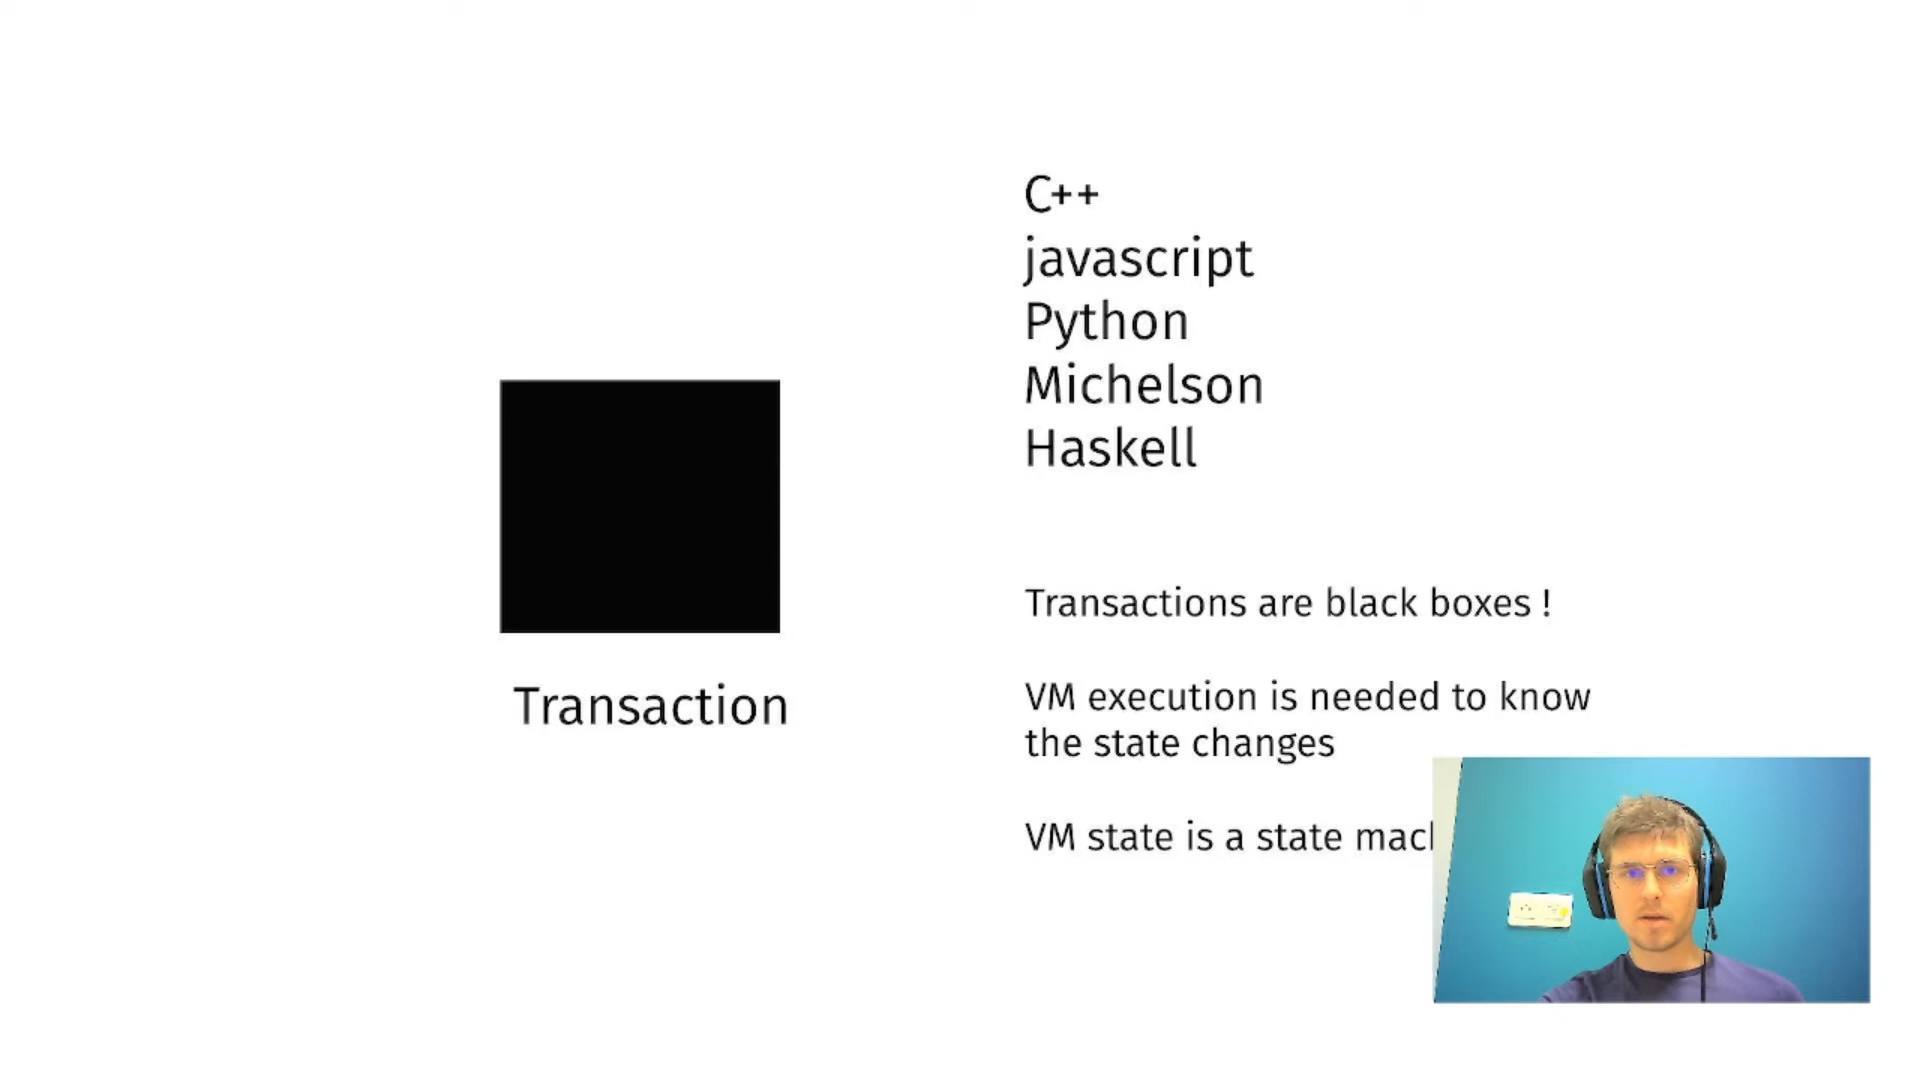 C++
javascript
Python
Michelson
Haskell
Transaction
Transactions are black boxes !
VM execution is needed to know
the state changes
VM state is a state